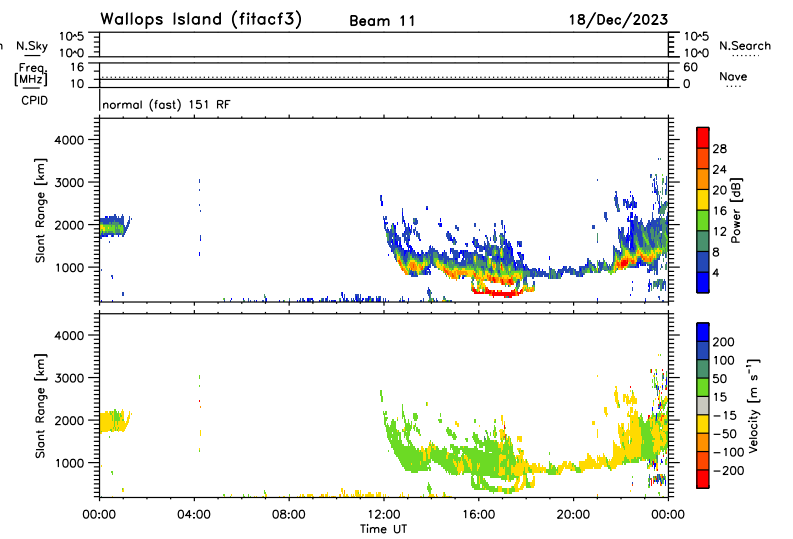 Wallops Island (fitacf3) Beam 11 18/Dec/2023
n N.Sky 10^5 10^0 10^5 10^0 N.Search
Freq. [MHz] 16 10 60 0 Nave
CPID normal (fast) 151 RF
Slant Range [km] 4000 3000 2000 1000
28 24 20 16 12 8 4 Power [dB]
Slant Range [km] 4000 3000 2000 1000
200 100 50 15 -15 -50 -100 -200 Velocity [m s⁻¹]
00:00 04:00 08:00 12:00 16:00 20:00 00:00
Time UT